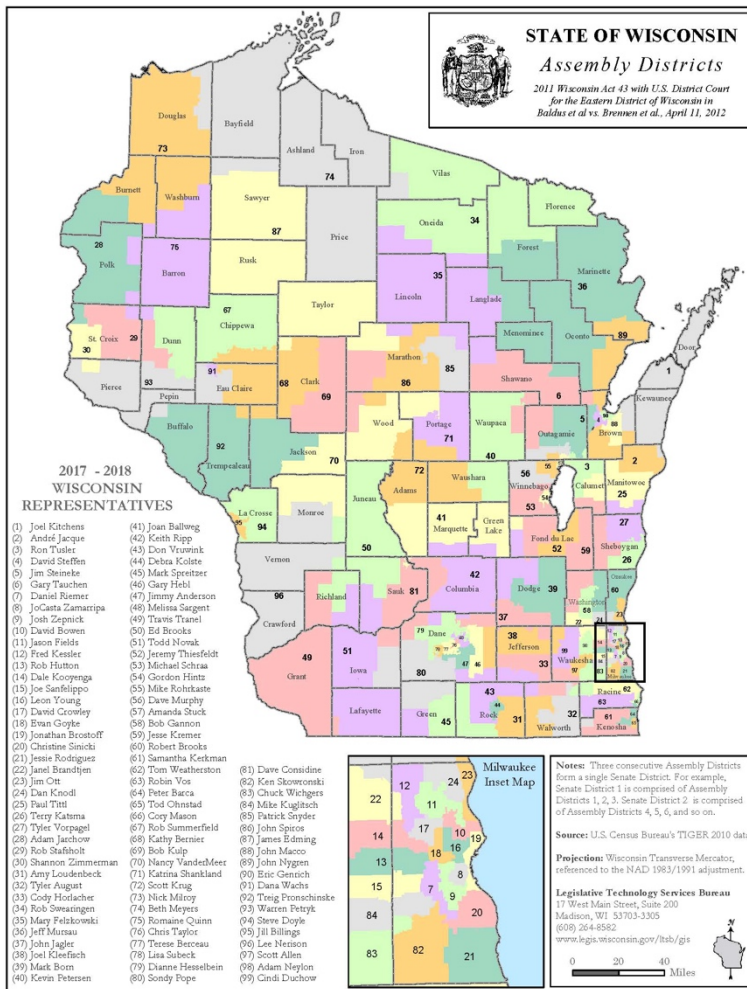 STATE OF WISCONSIN
Assembly Districts
2011 Wisconsin Act 43 with U.S. District Court
for the Eastern District of Wisconsin in
Baldus et al vs. Brennen et al., April 11, 2012
Douglas
Bayfield
73
Ashland
Iron
74
Vilas
Burnett
Washburn
Sawyer
87
Florence
Oneida
34
Forest
Price
28
Polk
75
Barron
Rusk
Marinette
36
35
Lincoln
Langlade
Taylor
67
Chippewa
Oconto
Menominee
89
St. Croix
29
30
Dunn
Marathon
85
86
Clark
68
69
Door
1
Pierce
93
Pepin
91
Eau Claire
Shawano
6
Kewaunee
Buffalo
92
Trempealeau
Jackson
70
Wood
Portage
71
Waupaca
40
Outagamie
5
88
Brown
2
72
Adams
Waushara
56
Winnebago
55
54
53
3
Calumet
Manitowoc
25
La Crosse
95
94
Monroe
Juneau
50
41
Marquette
Green
Lake
Fond du Lac
52
59
27
Sheboygan
26
Vernon
96
Crawford
Richland
Sauk
81
42
Columbia
Dodge
39
37
Washington
58
22
Ozaukee
60
23
24
49
Grant
51
Iowa
79
Dane
80
47
46
38
Jefferson
33
99
Waukesha
97
83
Lafayette
Green
45
43
Rock
44
31
Walworth
32
Racine
62
63
61
Kenosha
2017 - 2018
WISCONSIN
REPRESENTATIVES
(1) Joel Kitchens
(2) André Jacque
(3) Ron Tusler
(4) David Steffen
(5) Jim Steineke
(6) Gary Tauchen
(7) Daniel Riemer
(8) JoCasta Zamarripa
(9) Josh Zepnick
(10) David Bowen
(11) Jason Fields
(12) Fred Kessler
(13) Rob Hutton
(14) Dale Kooyenga
(15) Joe Sanfelippo
(16) Leon Young
(17) David Crowley
(18) Evan Goyke
(19) Jonathan Brostoff
(20) Christine Sinicki
(21) Jessie Rodriguez
(22) Janel Brandtjen
(23) Jim Ott
(24) Dan Knodl
(25) Paul Tittl
(26) Terry Katsma
(27) Tyler Vorpagel
(28) Adam Jarchow
(29) Rob Stafsholt
(30) Shannon Zimmerman
(31) Amy Loudenbeck
(32) Tyler August
(33) Cody Horlacher
(34) Rob Swearingen
(35) Mary Felzkowski
(36) Jeff Mursau
(37) John Jagler
(38) Joel Kleefisch
(39) Mark Born
(40) Kevin Petersen
(41) Joan Ballweg
(42) Keith Ripp
(43) Don Vruwink
(44) Debra Kolste
(45) Mark Spreitzer
(46) Gary Hebl
(47) Jimmy Anderson
(48) Melissa Sargent
(49) Travis Tranel
(50) Ed Brooks
(51) Todd Novak
(52) Jeremy Thiesfeldt
(53) Michael Schraa
(54) Gordon Hintz
(55) Mike Rohrkaste
(56) Dave Murphy
(57) Amanda Stuck
(58) Bob Gannon
(59) Jesse Kremer
(60) Robert Brooks
(61) Samantha Kerkman
(62) Tom Weatherston
(63) Robin Vos
(64) Peter Barca
(65) Tod Ohnstad
(66) Cory Mason
(67) Rob Summerfield
(68) Kathy Bernier
(69) Bob Kulp
(70) Nancy VanderMeer
(71) Katrina Shankland
(72) Scott Krug
(73) Nick Milroy
(74) Beth Meyers
(75) Romaine Quinn
(76) Chris Taylor
(77) Terese Berceau
(78) Lisa Subeck
(79) Dianne Hesselbein
(80) Sondy Pope
(81) Dave Considine
(82) Ken Skowronski
(83) Chuck Wichgers
(84) Mike Kuglitsch
(85) Patrick Snyder
(86) John Spiros
(87) James Edming
(88) John Macco
(89) John Nygren
(90) Eric Genrich
(91) Dana Wachs
(92) Treig Pronschinske
(93) Warren Petryk
(94) Steve Doyle
(95) Jill Billings
(96) Lee Nerison
(97) Scott Allen
(98) Adam Neylon
(99) Cindi Duchow
Milwaukee
Inset Map
23
24
12
22
11
17
14
10
19
18
16
13
8
15
7
9
84
20
83
82
21
Notes: Three consecutive Assembly Districts
form a single Senate District. For example,
Senate District 1 is comprised of Assembly
Districts 1, 2, 3. Senate District 2 is comprised
of Assembly Districts 4, 5, 6, and so on.
Source: U.S. Census Bureau's TIGER 2010 data
Projection: Wisconsin Transverse Mercator,
referenced to the NAD 1983/1991 adjustment.
Legislative Technology Services Bureau
17 West Main Street, Suite 200
Madison, WI 53703-3305
(608) 264-8582
www.legis.wisconsin.gov/ltsb/gis
0 20 40
Miles